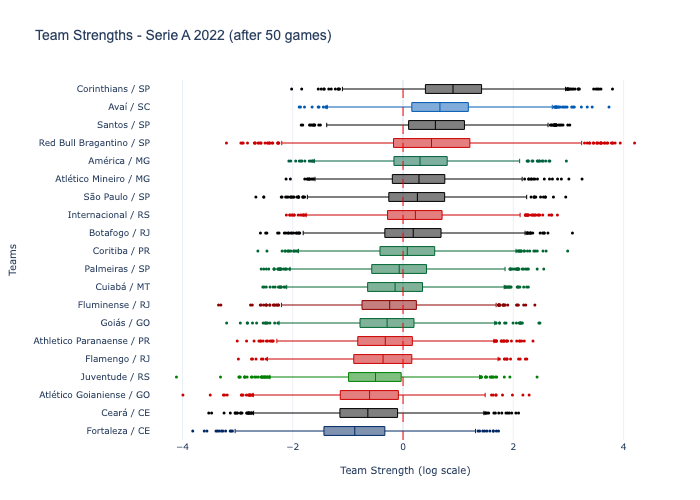 Team Strengths - Serie A 2022 (after 50 games)
Corinthians / SP
Avaí / SC
Santos / SP
Red Bull Bragantino / SP
América / MG
Atlético Mineiro / MG
São Paulo / SP
Internacional / RS
Botafogo / RJ
Coritiba / PR
Palmeiras / SP
Cuiabá / MT
Fluminense / RJ
Goiás / GO
Athletico Paranaense / PR
Flamengo / RJ
Juventude / RS
Atlético Goianiense / GO
Ceará / CE
Fortaleza / CE
Teams
−4 −2 0 2 4
Team Strength (log scale)